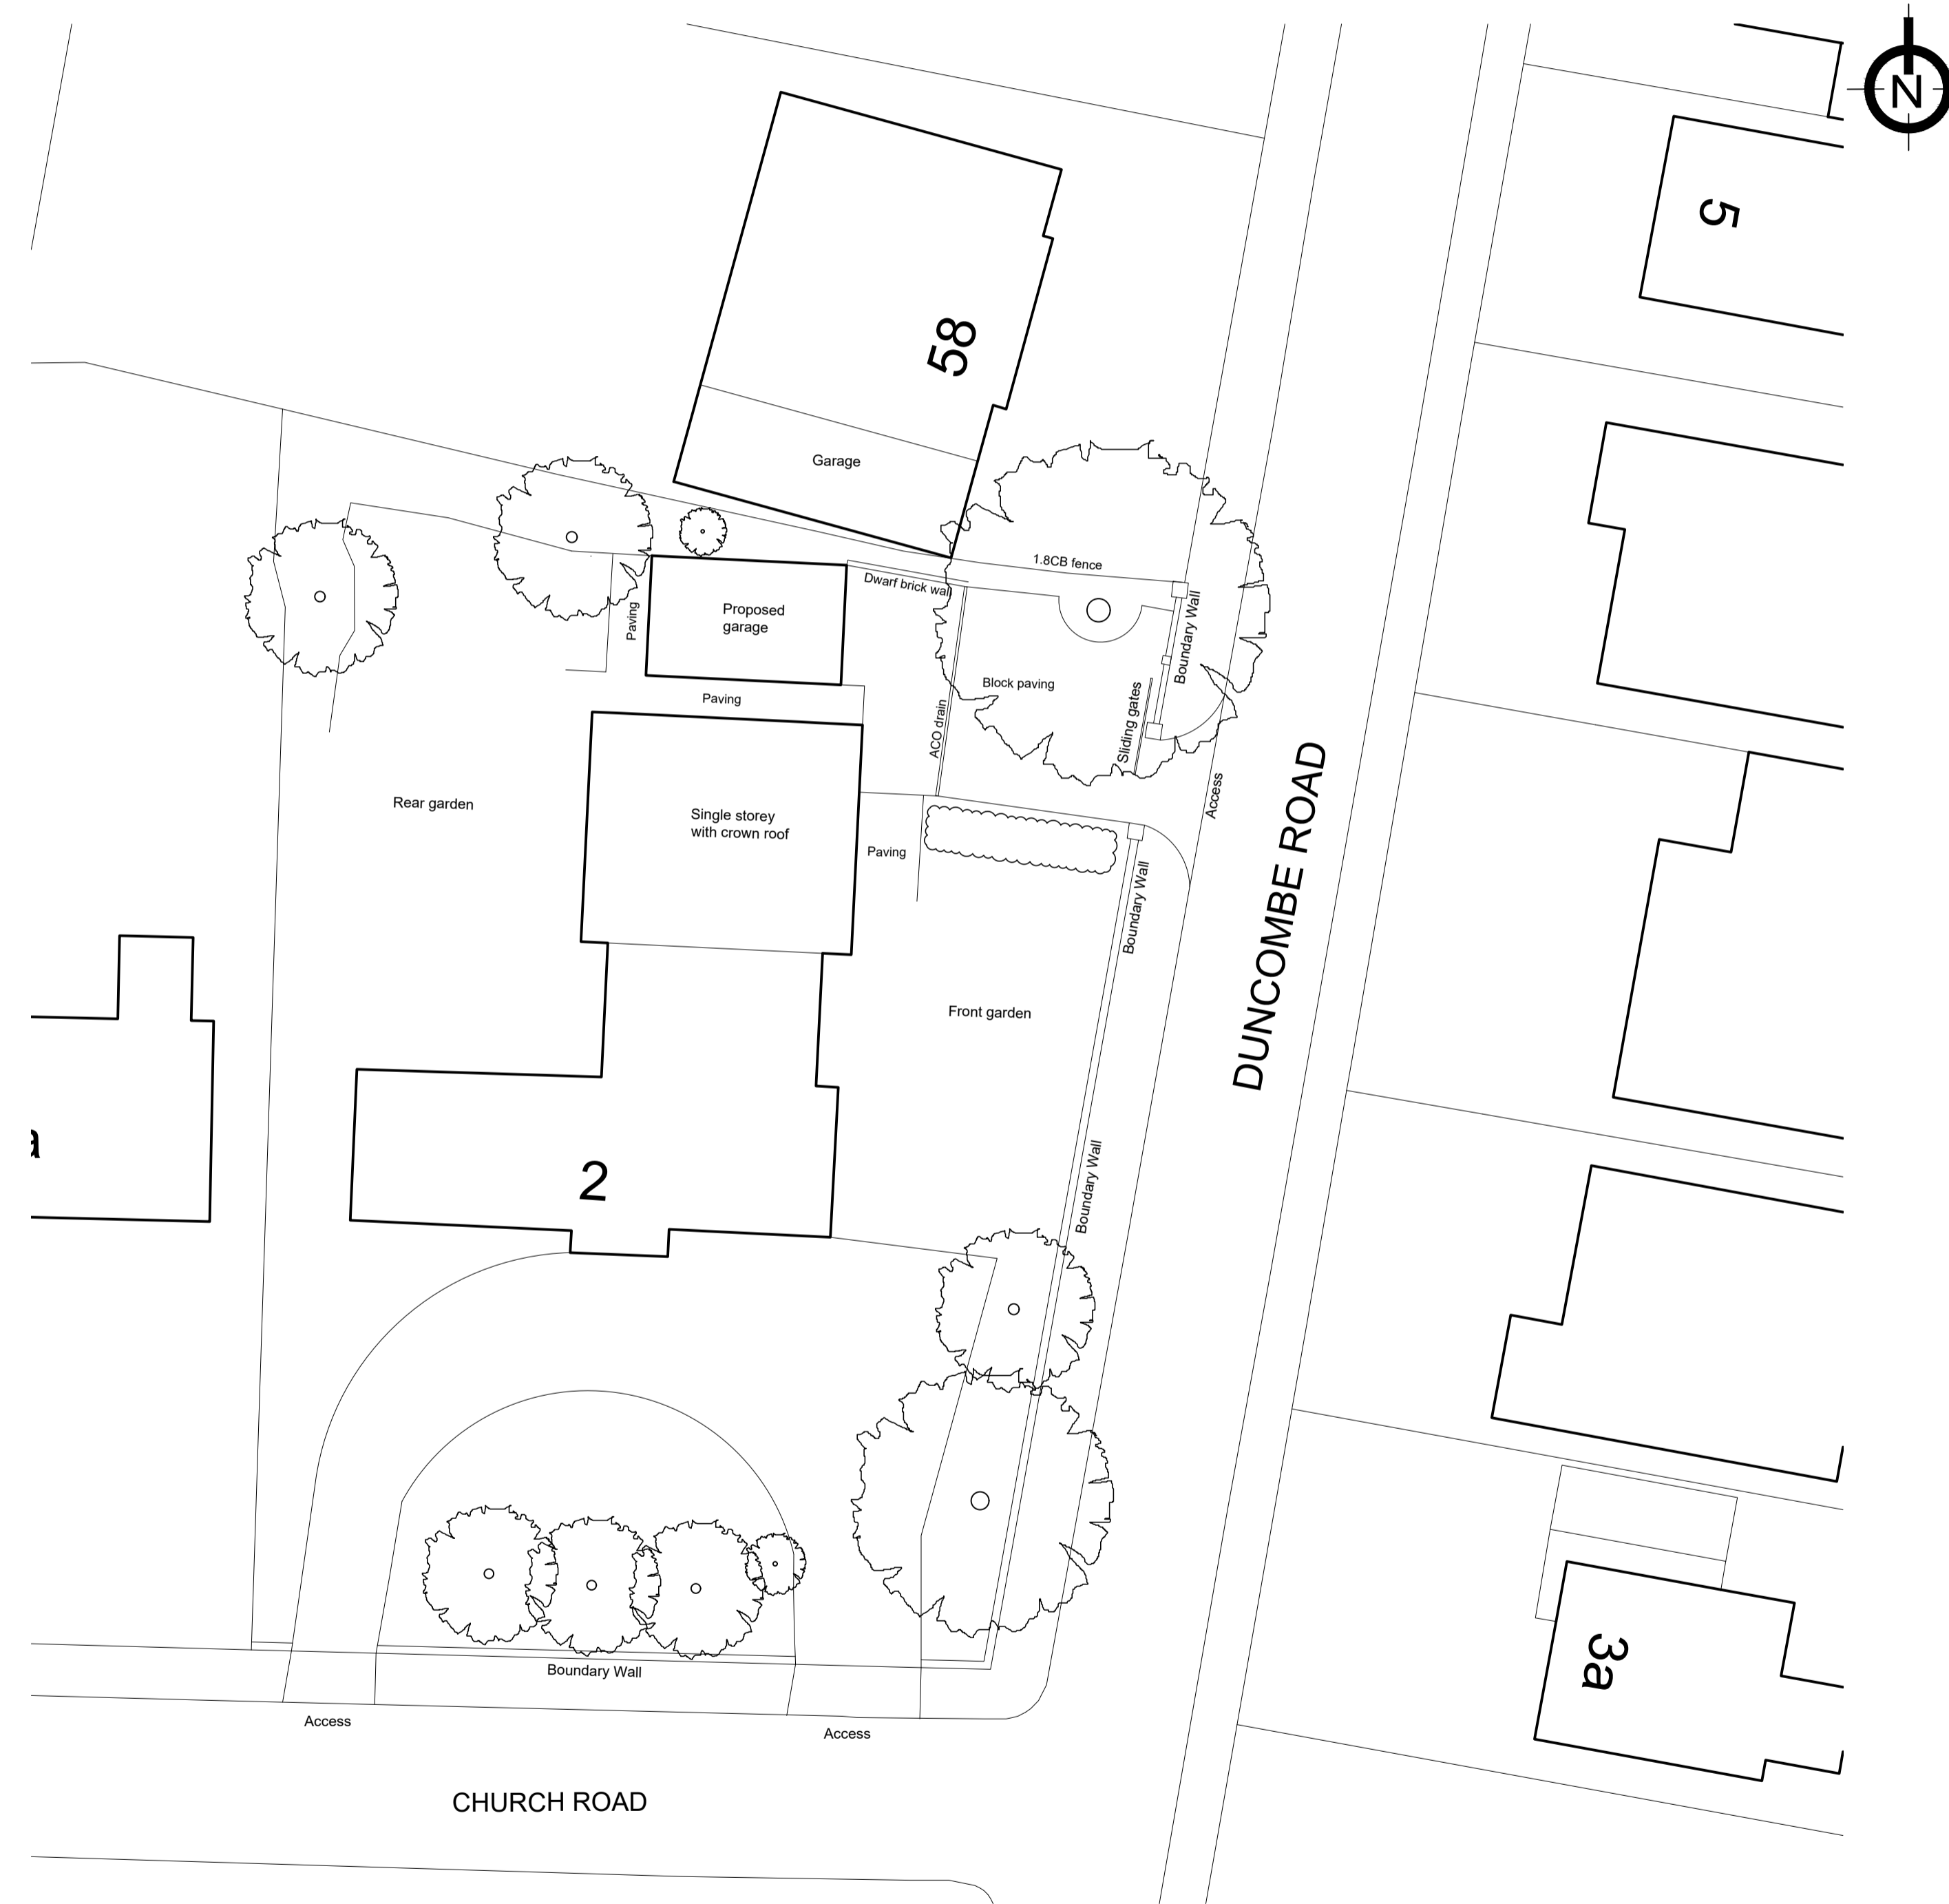 N
5
58
Garage
1.8CB fence
Dwarf brick wall
Proposed
garage
Paving
Boundary Wall
Block paving
Paving
Sliding gates
ACO drain
Access
Rear garden
Single storey
with crown roof
Paving
DUNCOMBE ROAD
Boundary Wall
Front garden
a
2
Boundary Wall
3a
Boundary Wall
Access
Access
CHURCH ROAD